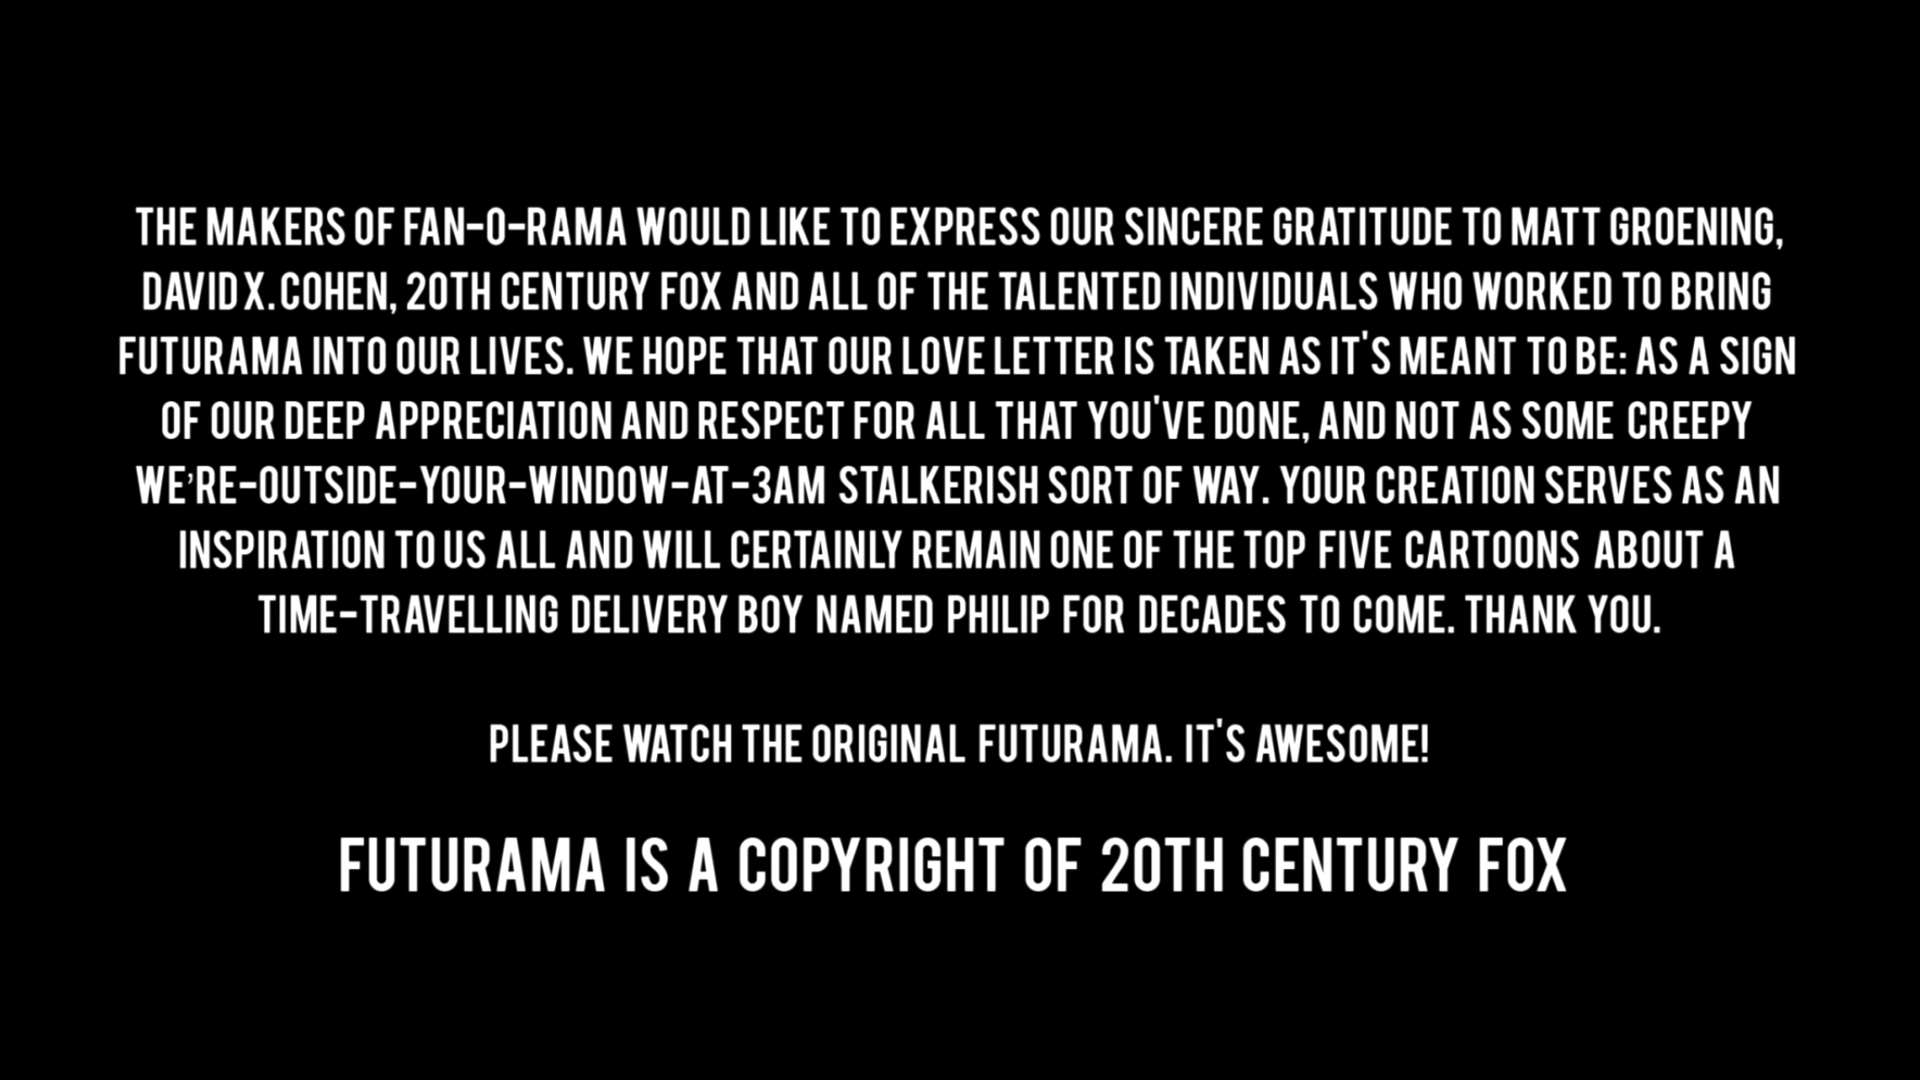 THE MAKERS OF FAN-O-RAMA WOULD LIKE TO EXPRESS OUR SINCERE GRATITUDE TO MATT GROENING,
DAVID X. COHEN, 20TH CENTURY FOX AND ALL OF THE TALENTED INDIVIDUALS WHO WORKED TO BRING
FUTURAMA INTO OUR LIVES. WE HOPE THAT OUR LOVE LETTER IS TAKEN AS IT'S MEANT TO BE: AS A SIGN
OF OUR DEEP APPRECIATION AND RESPECT FOR ALL THAT YOU'VE DONE, AND NOT AS SOME CREEPY
WE’RE-OUTSIDE-YOUR-WINDOW-AT-3AM STALKERISH SORT OF WAY. YOUR CREATION SERVES AS AN
INSPIRATION TO US ALL AND WILL CERTAINLY REMAIN ONE OF THE TOP FIVE CARTOONS ABOUT A
TIME-TRAVELLING DELIVERY BOY NAMED PHILIP FOR DECADES TO COME. THANK YOU.
PLEASE WATCH THE ORIGINAL FUTURAMA. IT'S AWESOME!
FUTURAMA IS A COPYRIGHT OF 20TH CENTURY FOX